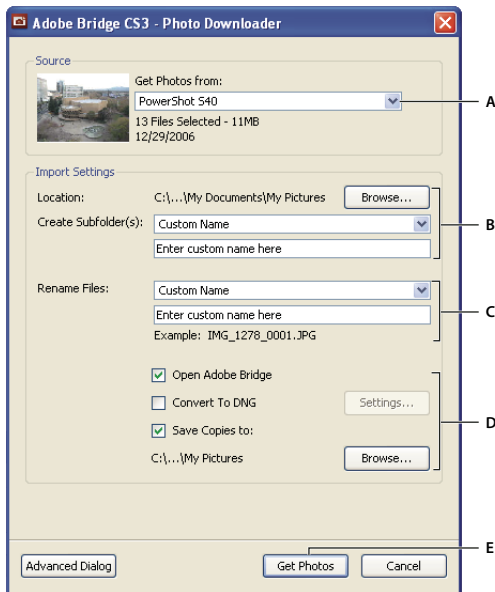 Adobe Bridge CS3 - Photo Downloader
Source
Get Photos from:
PowerShot S40
A
13 Files Selected - 11MB
12/29/2006
Import Settings
Location: C:\...\My Documents\My Pictures Browse...
B
Create Subfolder(s): Custom Name
Enter custom name here
Rename Files: Custom Name
C
Enter custom name here
Example: IMG_1278_0001.JPG
Open Adobe Bridge
Convert To DNG Settings...
D
Save Copies to:
C:\...\My Pictures Browse...
E
Advanced Dialog Get Photos Cancel